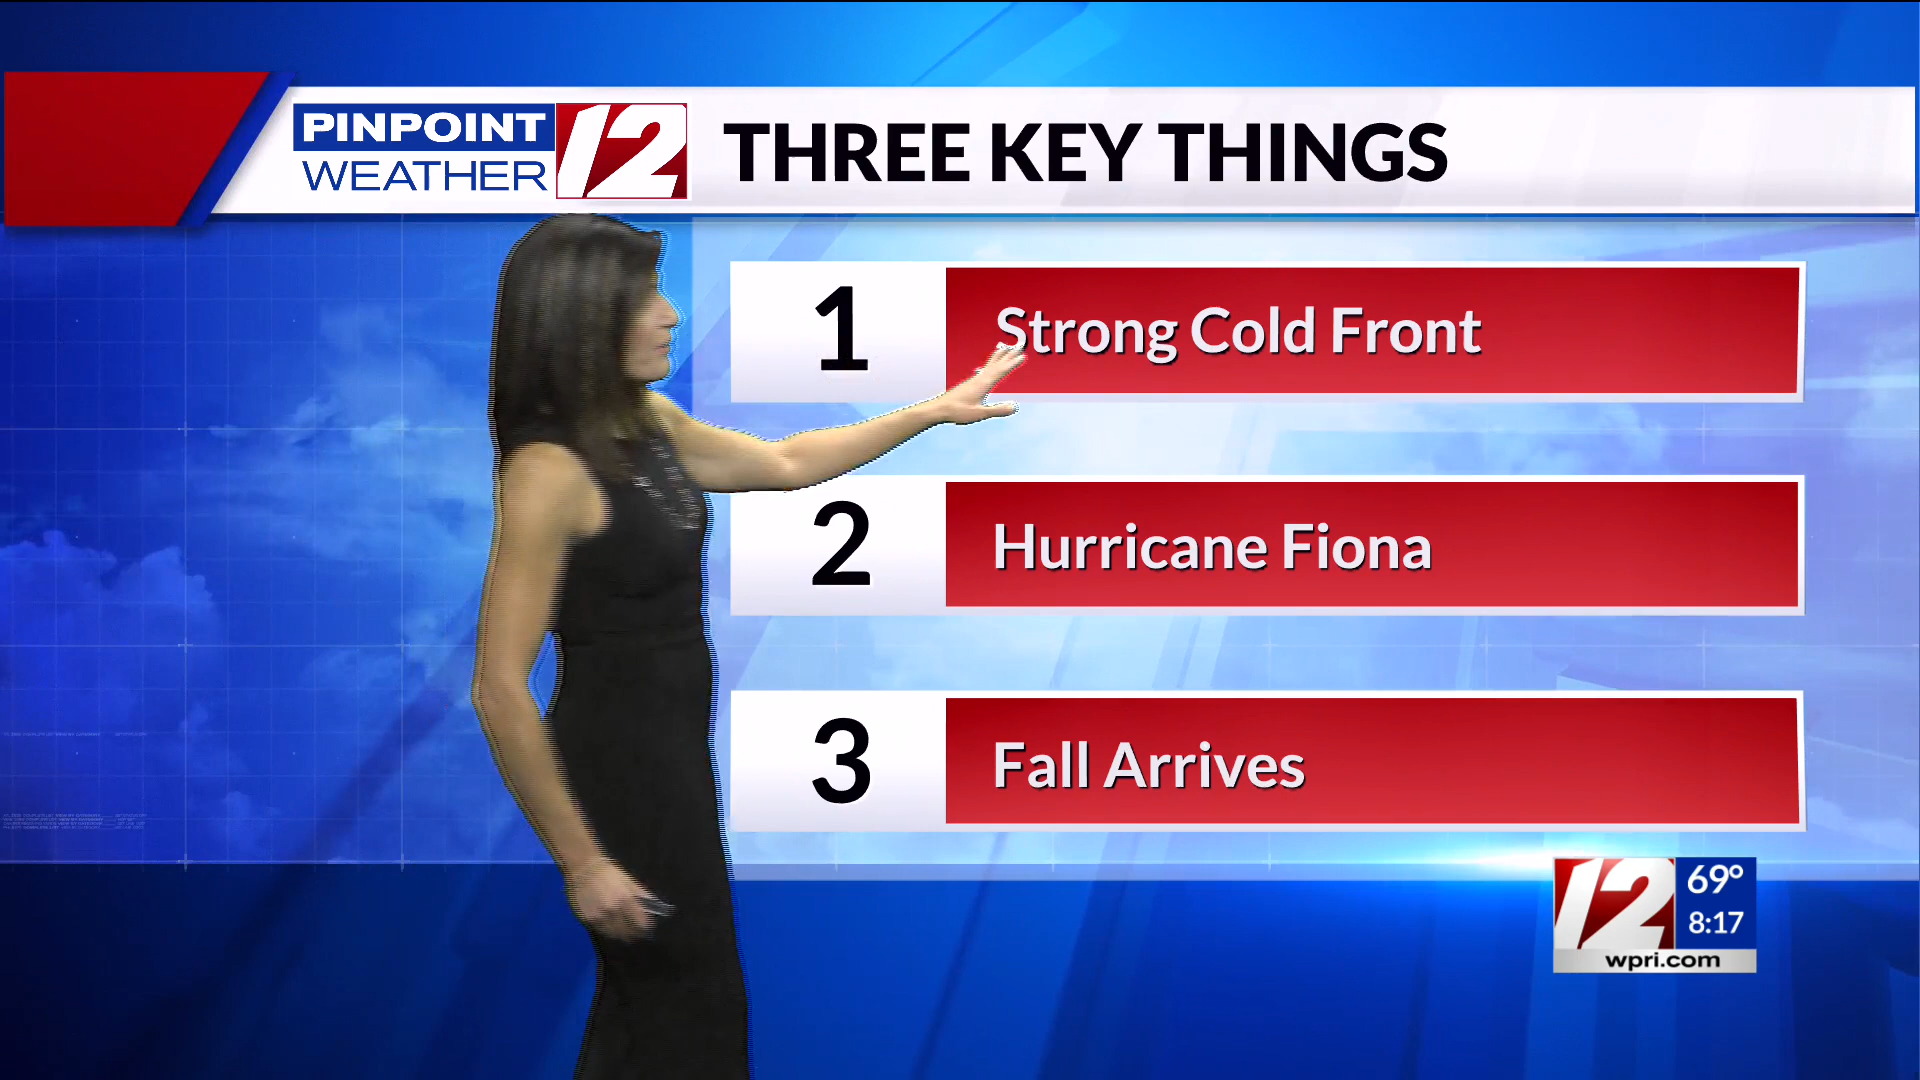 PINPOINT
WEATHER
12
THREE KEY THINGS
1
Strong Cold Front
2
Hurricane Fiona
3
Fall Arrives
12
69°
8:17
wpri.com